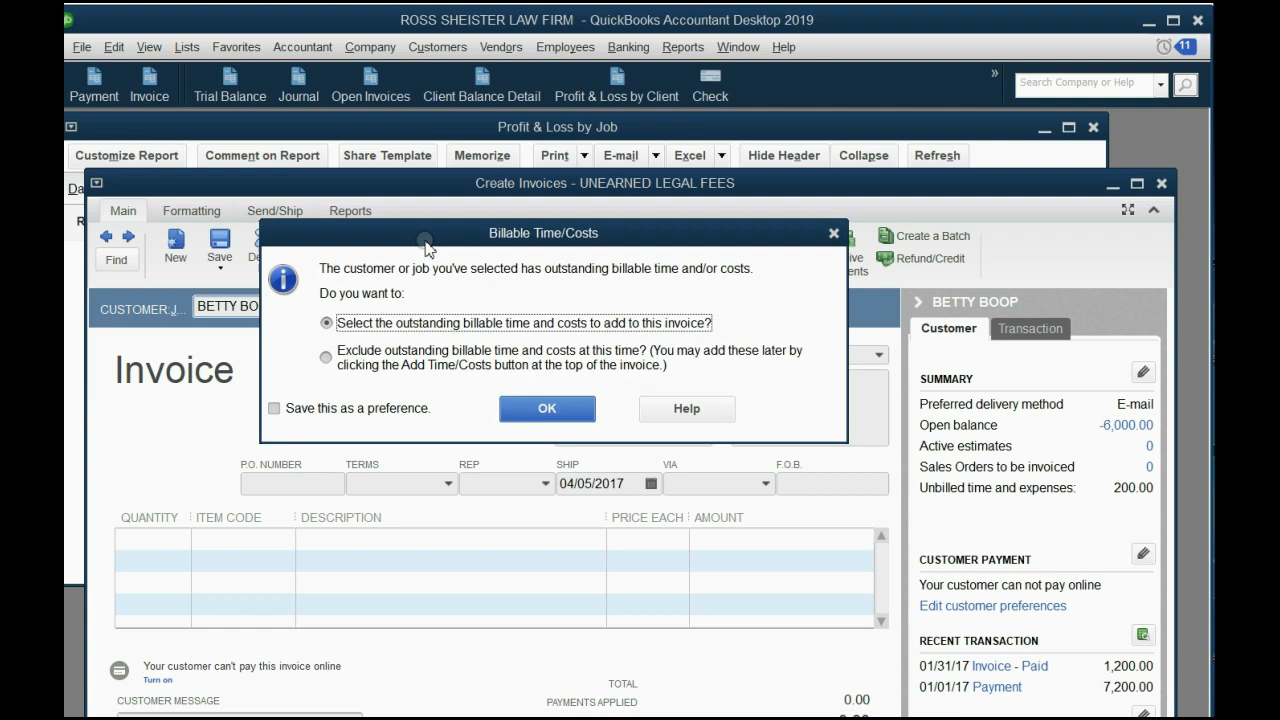 ROSS SHEISTER LAW FIRM - QuickBooks Accountant Desktop 2019
File Edit View Lists Favorites Accountant Company Customers Vendors Employees Banking Reports Window Help
11
Payment Invoice Trial Balance Journal Open Invoices Client Balance Detail Profit & Loss by Client Check
» Search Company or Help
Profit & Loss by Job
Customize Report Comment on Report Share Template Memorize Print E-mail Excel Hide Header Collapse Refresh
Da
Create Invoices - UNEARNED LEGAL FEES
R
Main Formatting Send/Ship Reports
Find New Save De
ive
ents
Create a Batch
Refund/Credit
Billable Time/Costs
The customer or job you've selected has outstanding billable time and/or costs.
Do you want to:
Select the outstanding billable time and costs to add to this invoice?
Exclude outstanding billable time and costs at this time? (You may add these later by
clicking the Add Time/Costs button at the top of the invoice.)
Save this as a preference.
OK
Help
CUSTOMER:J... BETTY BO
Invoice
P.O. NUMBER TERMS REP SHIP VIA F.O.B.
04/05/2017
QUANTITY ITEM CODE DESCRIPTION PRICE EACH AMOUNT
Your customer can't pay this invoice online
Turn on
CUSTOMER MESSAGE
TOTAL
PAYMENTS APPLIED 0.00
0.00
BETTY BOOP
Customer Transaction
SUMMARY
Preferred delivery method E-mail
Open balance -6,000.00
Active estimates 0
Sales Orders to be invoiced 0
Unbilled time and expenses: 200.00
CUSTOMER PAYMENT
Your customer can not pay online
Edit customer preferences
RECENT TRANSACTION
01/31/17 Invoice - Paid 1,200.00
01/01/17 Payment 7,200.00